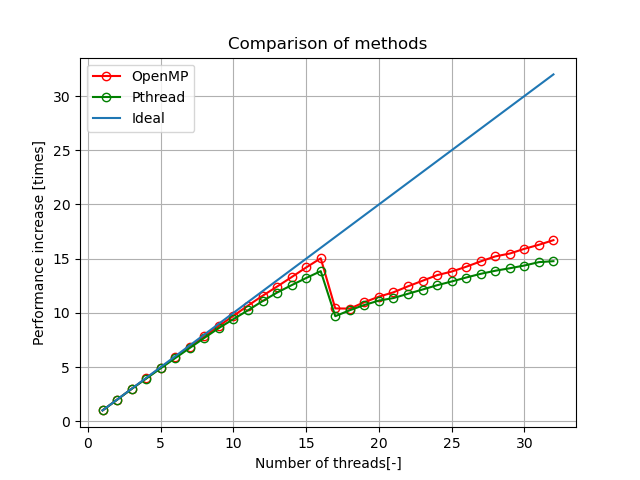 Comparison of methods
OpenMP
Pthread
Ideal
Performance increase [times]
30
25
20
15
10
5
0
0 5 10 15 20 25 30
Number of threads[-]